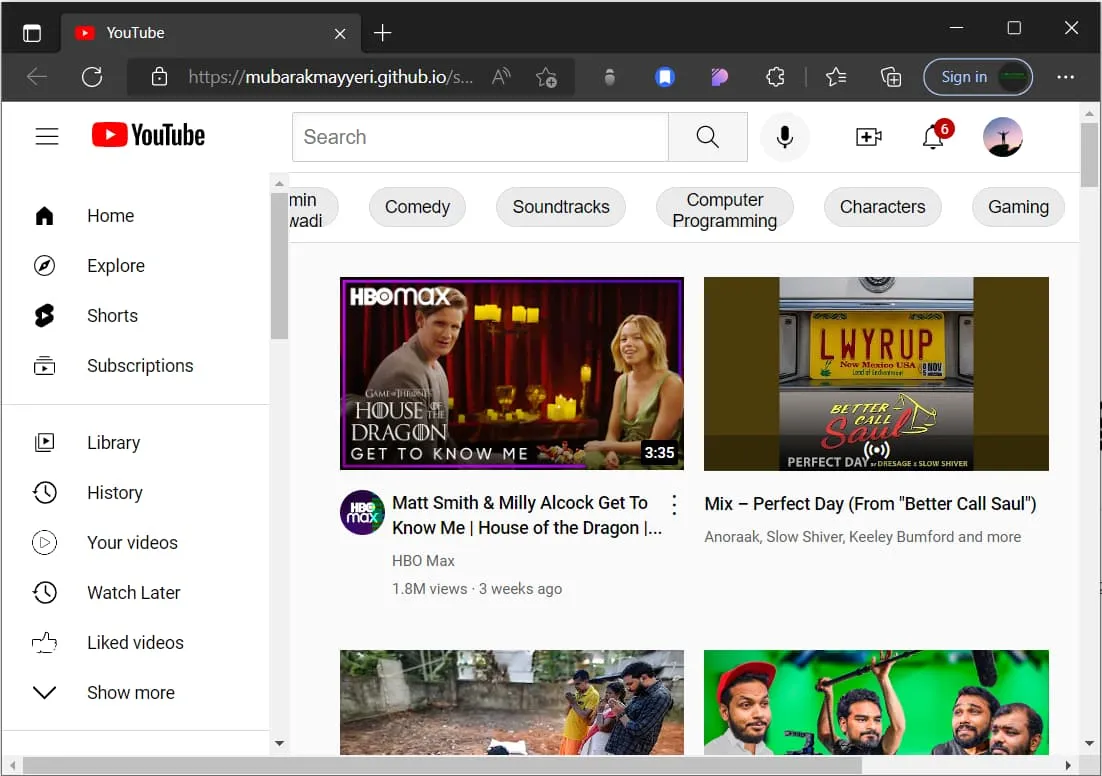 YouTube
https://mubarakmayyeri.github.io/s...
Sign in
YouTube
Search
6
Home
Explore
Shorts
Subscriptions
Library
History
Your videos
Watch Later
Liked videos
Show more
min
wadi
Comedy
Soundtracks
Computer
Programming
Characters
Gaming
HBOmax
GAME OF THRONES
HOUSE OF THE
DRAGON
GET TO KNOW ME
3:35
HBO
max
Matt Smith & Milly Alcock Get To
Know Me | House of the Dragon |...
HBO Max
1.8M views · 3 weeks ago
LWYRUP
New Mexico USA
Land of Enchantment
NOV
BETTER
CALL
Saul
PERFECT DAY BY DRESAGE X SLOW SHIVER
Mix – Perfect Day (From "Better Call Saul")
Anoraak, Slow Shiver, Keeley Bumford and more